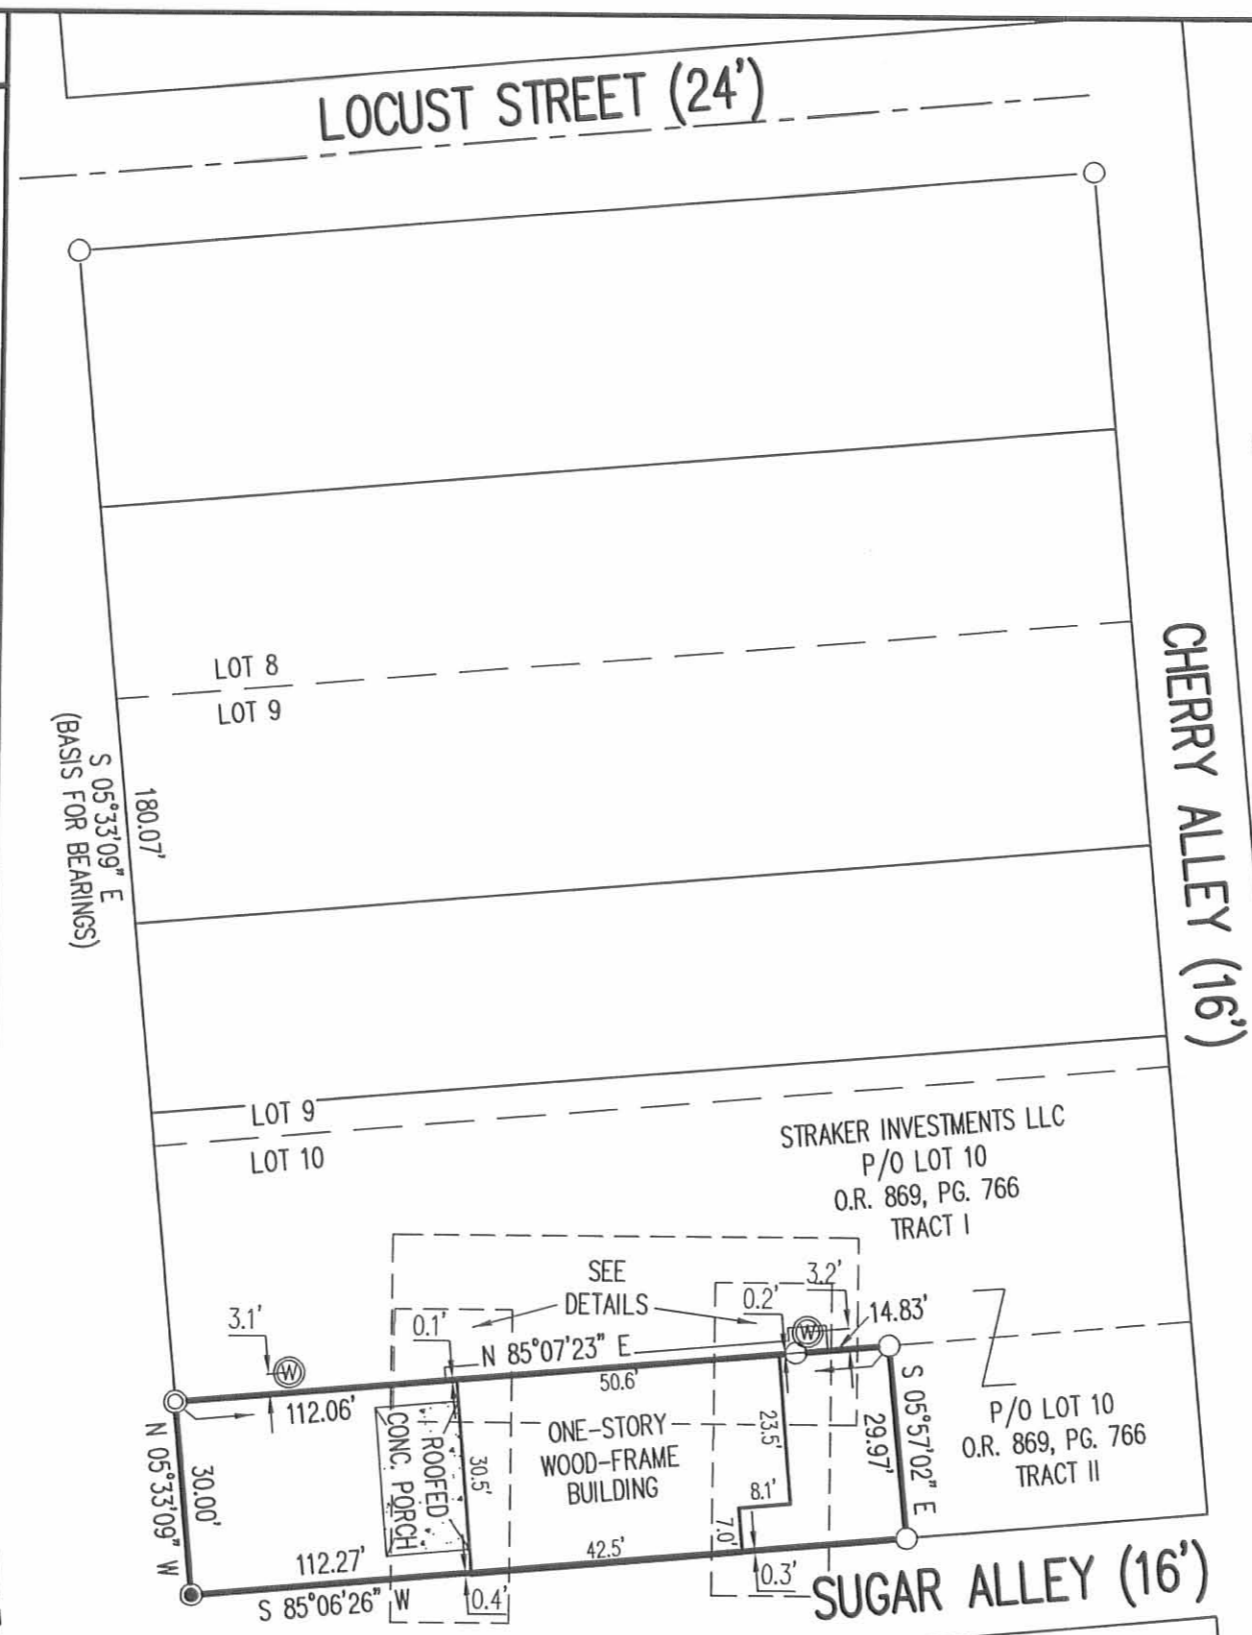 LOCUST STREET (24')
LOT 8
LOT 9
CHERRY ALLEY (16')
S 05°33'09" E
(BASIS FOR BEARINGS)
180.07'
LOT 9
LOT 10
STRAKER INVESTMENTS LLC
P/O LOT 10
O.R. 869, PG. 766
TRACT I
SEE
DETAILS
3.1'
0.1'
0.2'
3.2'
14.83'
W
W
N 85°07'23" E
112.06'
50.6'
N 05°33'09" W
30.00'
ROOFED
CONC. PORCH
30.5'
ONE-STORY
WOOD-FRAME
BUILDING
23.5'
8.1'
7.0'
S 05°57'02" E
29.97'
P/O LOT 10
O.R. 869, PG. 766
TRACT II
112.27'
S 85°06'26" W
42.5'
0.4'
0.3'
SUGAR ALLEY (16')